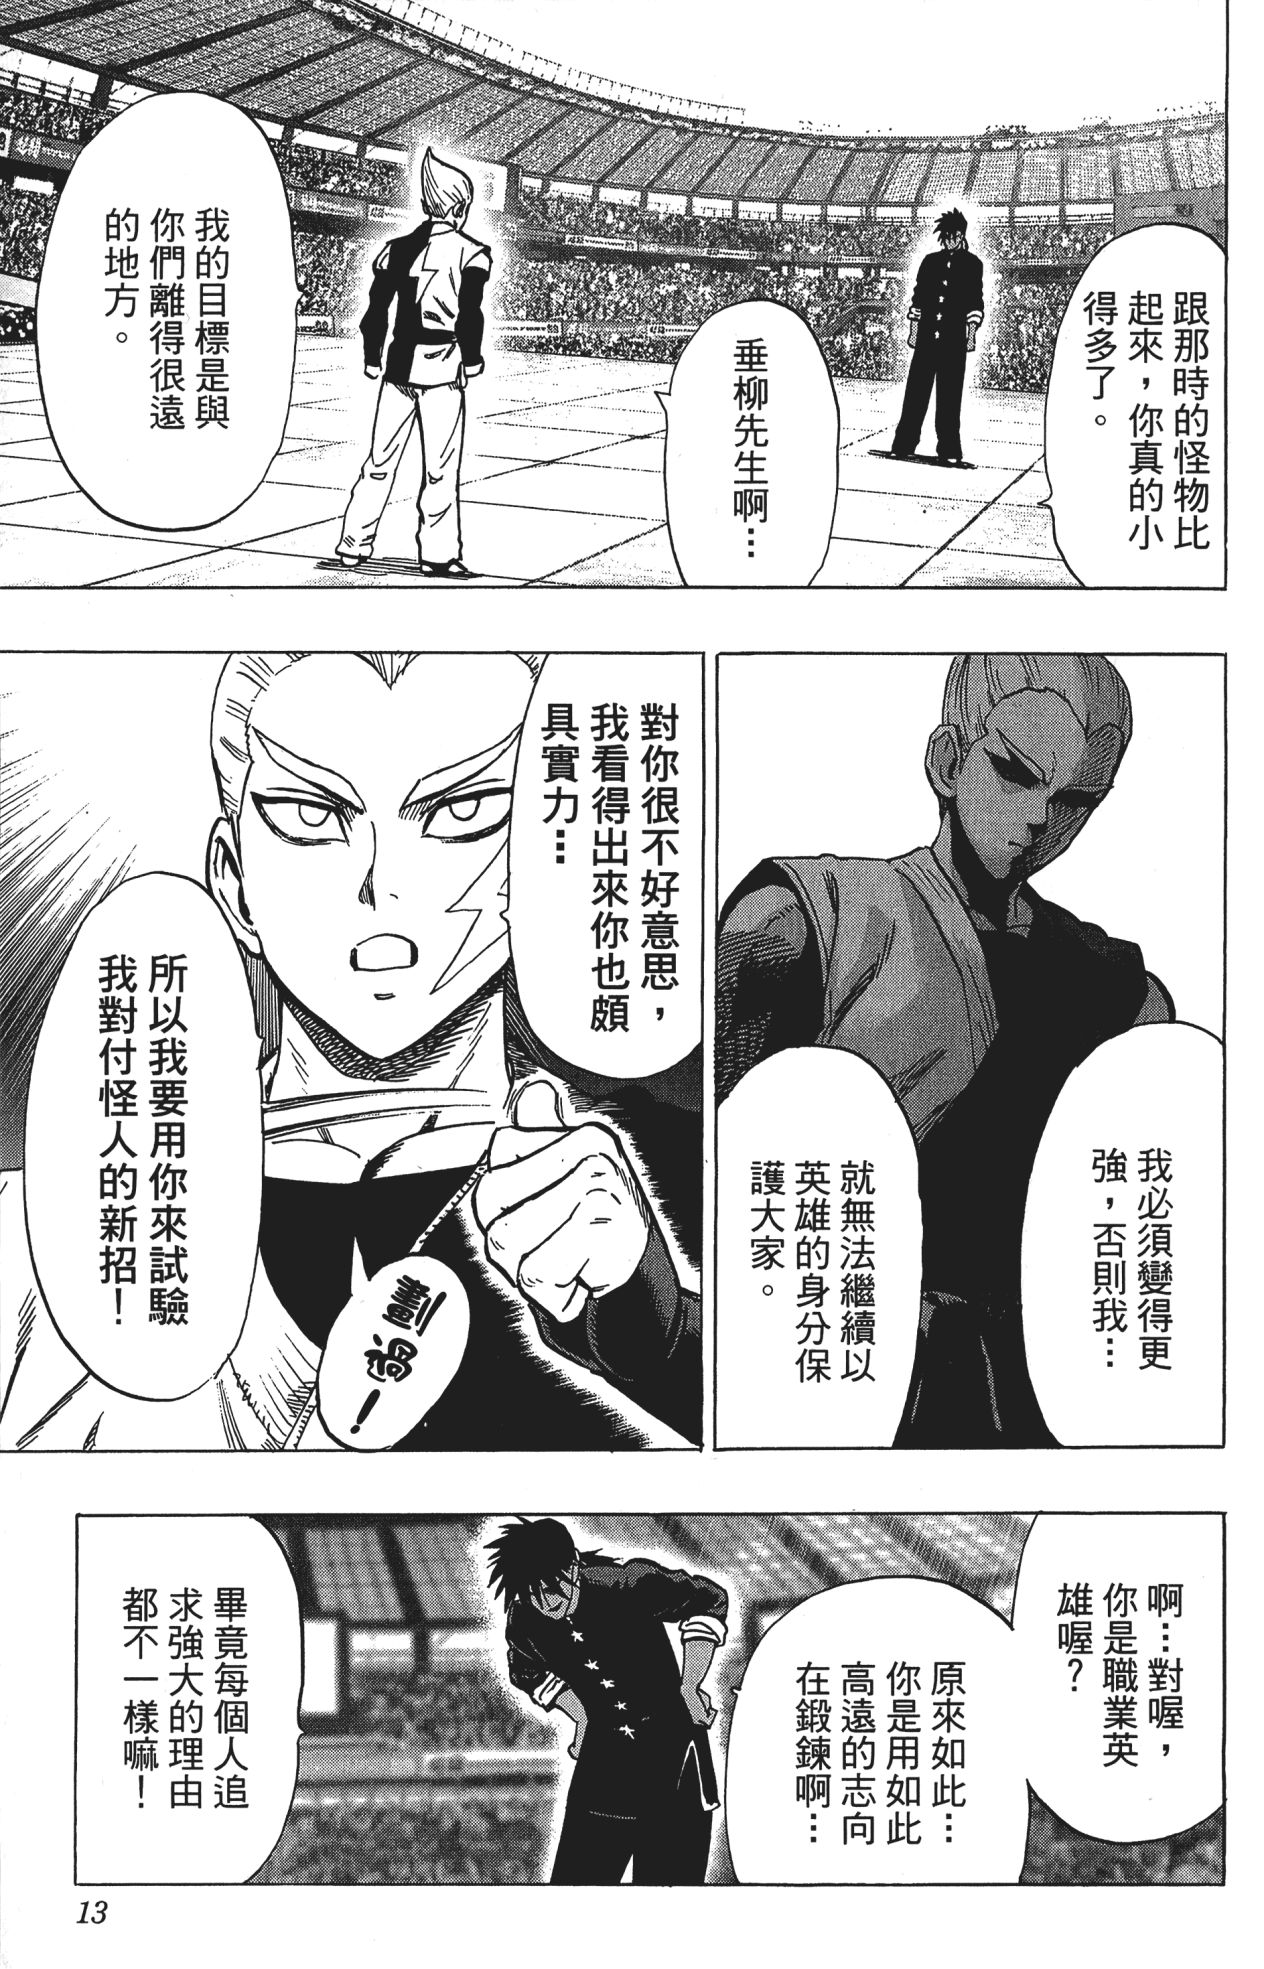 跟那時的怪物比
起來，你真的小
得多了。
垂柳先生啊…
我的目標是與
你們離得很遠
的地方。
我必須變得更
強，否則我…
就無法繼續以
英雄的身分保
護大家。
對你很不好意思，
我看得出來你也頗
具實力…
所以我要用你來試驗
我對付怪人的新招！
啊…對喔，
你是職業英
雄喔？
原來如此…
你是用如此
高遠的志向
在鍛鍊啊…
畢竟每個人追
求強大的理由
都不一樣嘛！
13